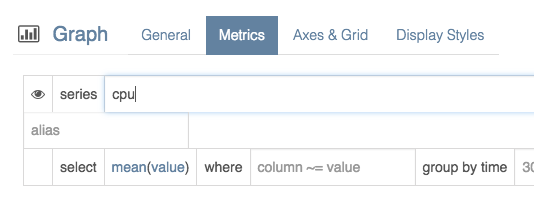 Graph General Metrics Axes & Grid Display Styles
series cpu
alias
select mean(value) where column ~= value group by time 30